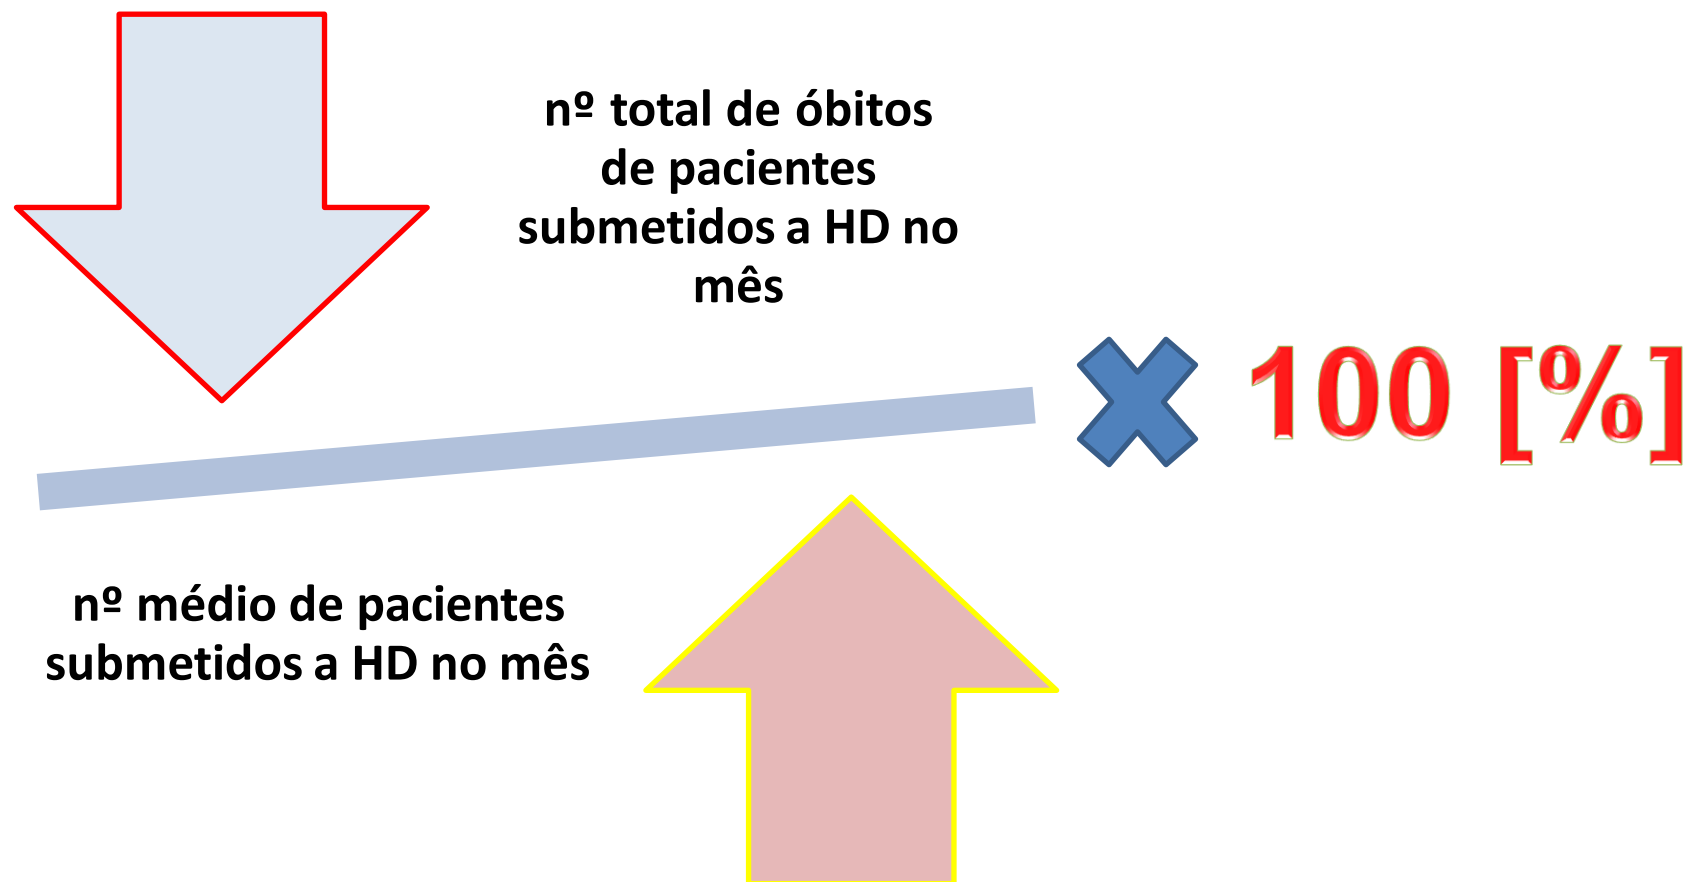 nº total de óbitos
de pacientes
submetidos a HD no
mês
100 [%]
nº médio de pacientes
submetidos a HD no mês